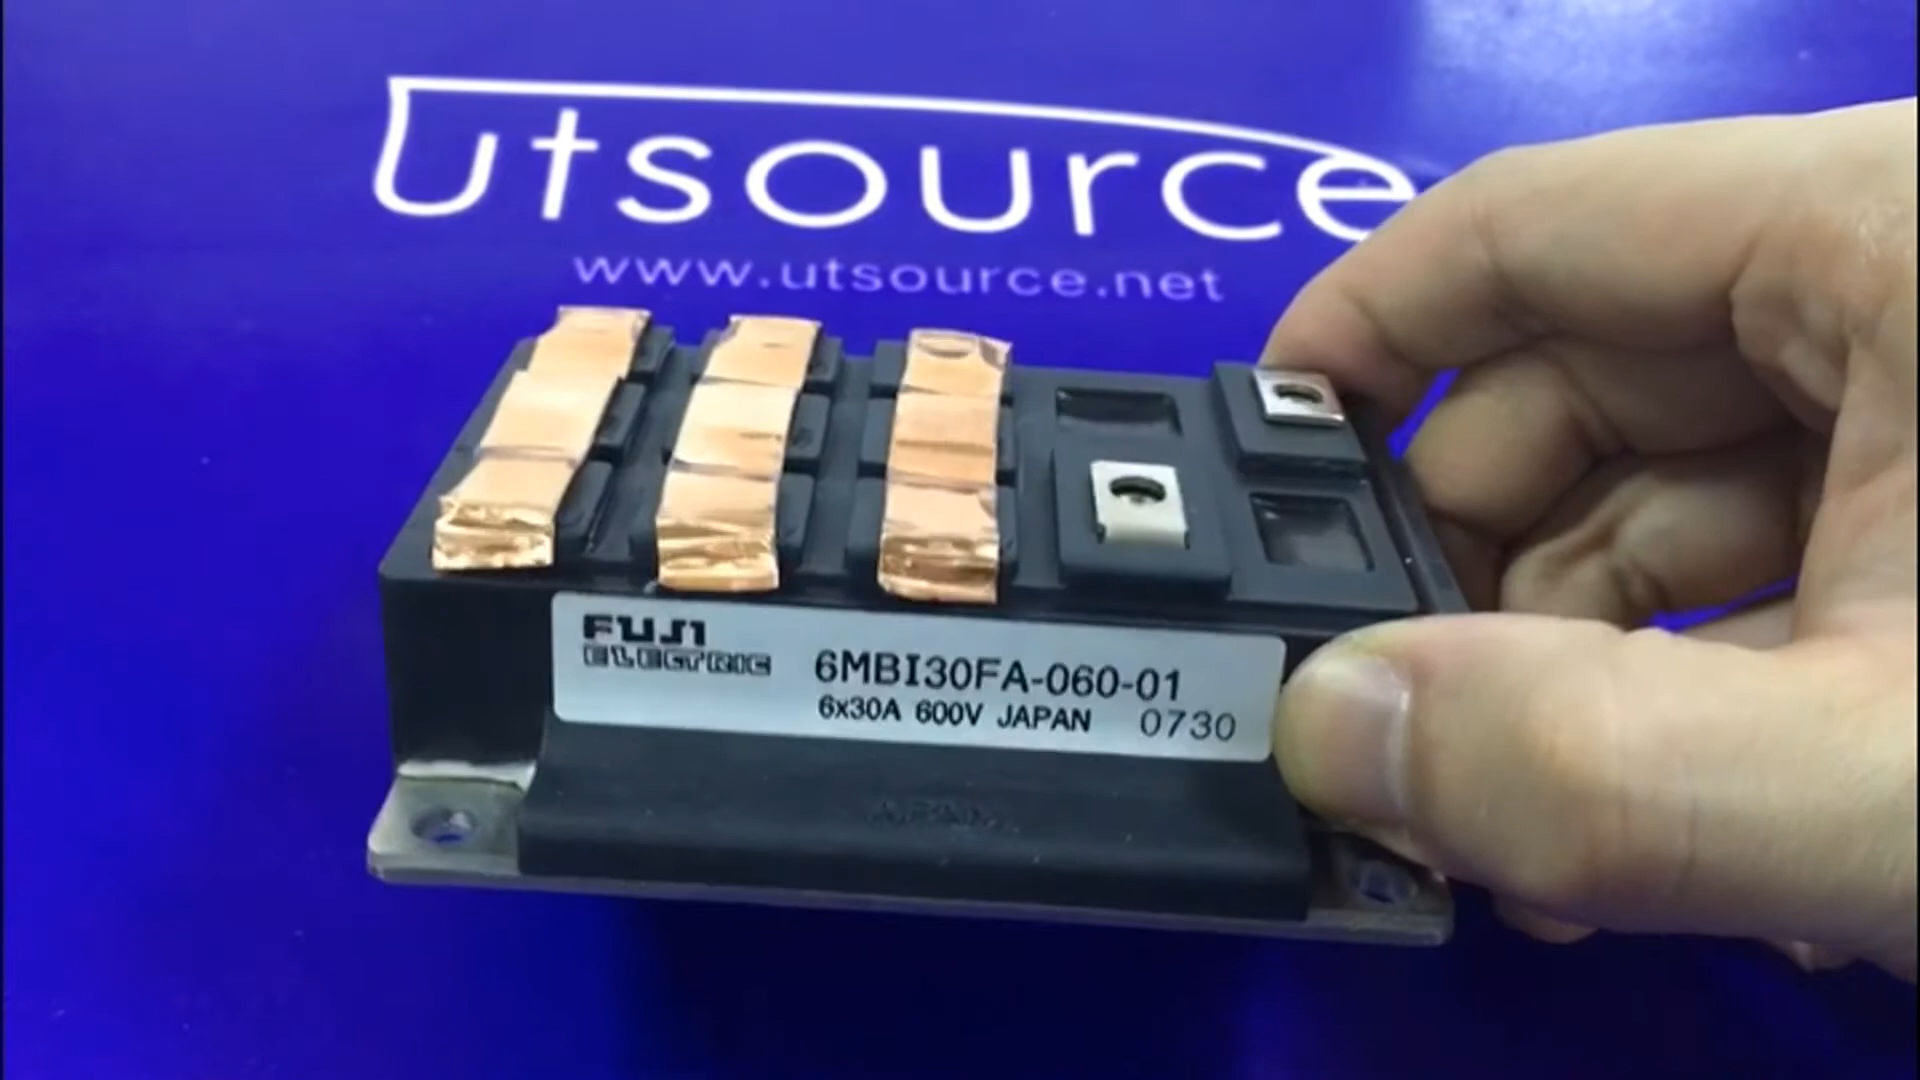 utsource
www.utsource.net
FUJI
ELECTRIC
6MBI30FA-060-01
6x30A 600V JAPAN 0730